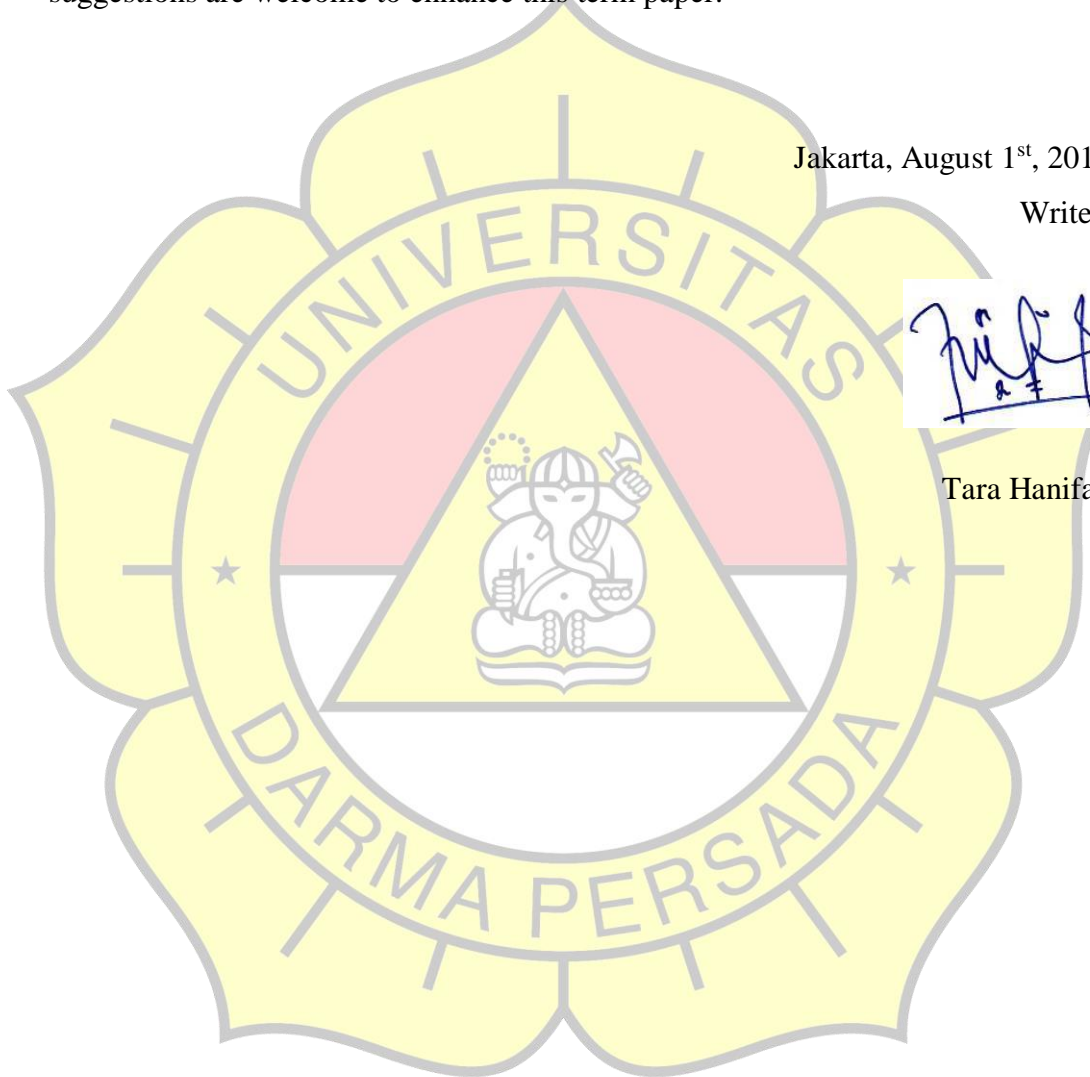 suggestions are welcome to enhance this term paper.
Jakarta, August 1st, 201
Write
Tara Hanifa
UNIVERSITAS
DARMA PERSADA